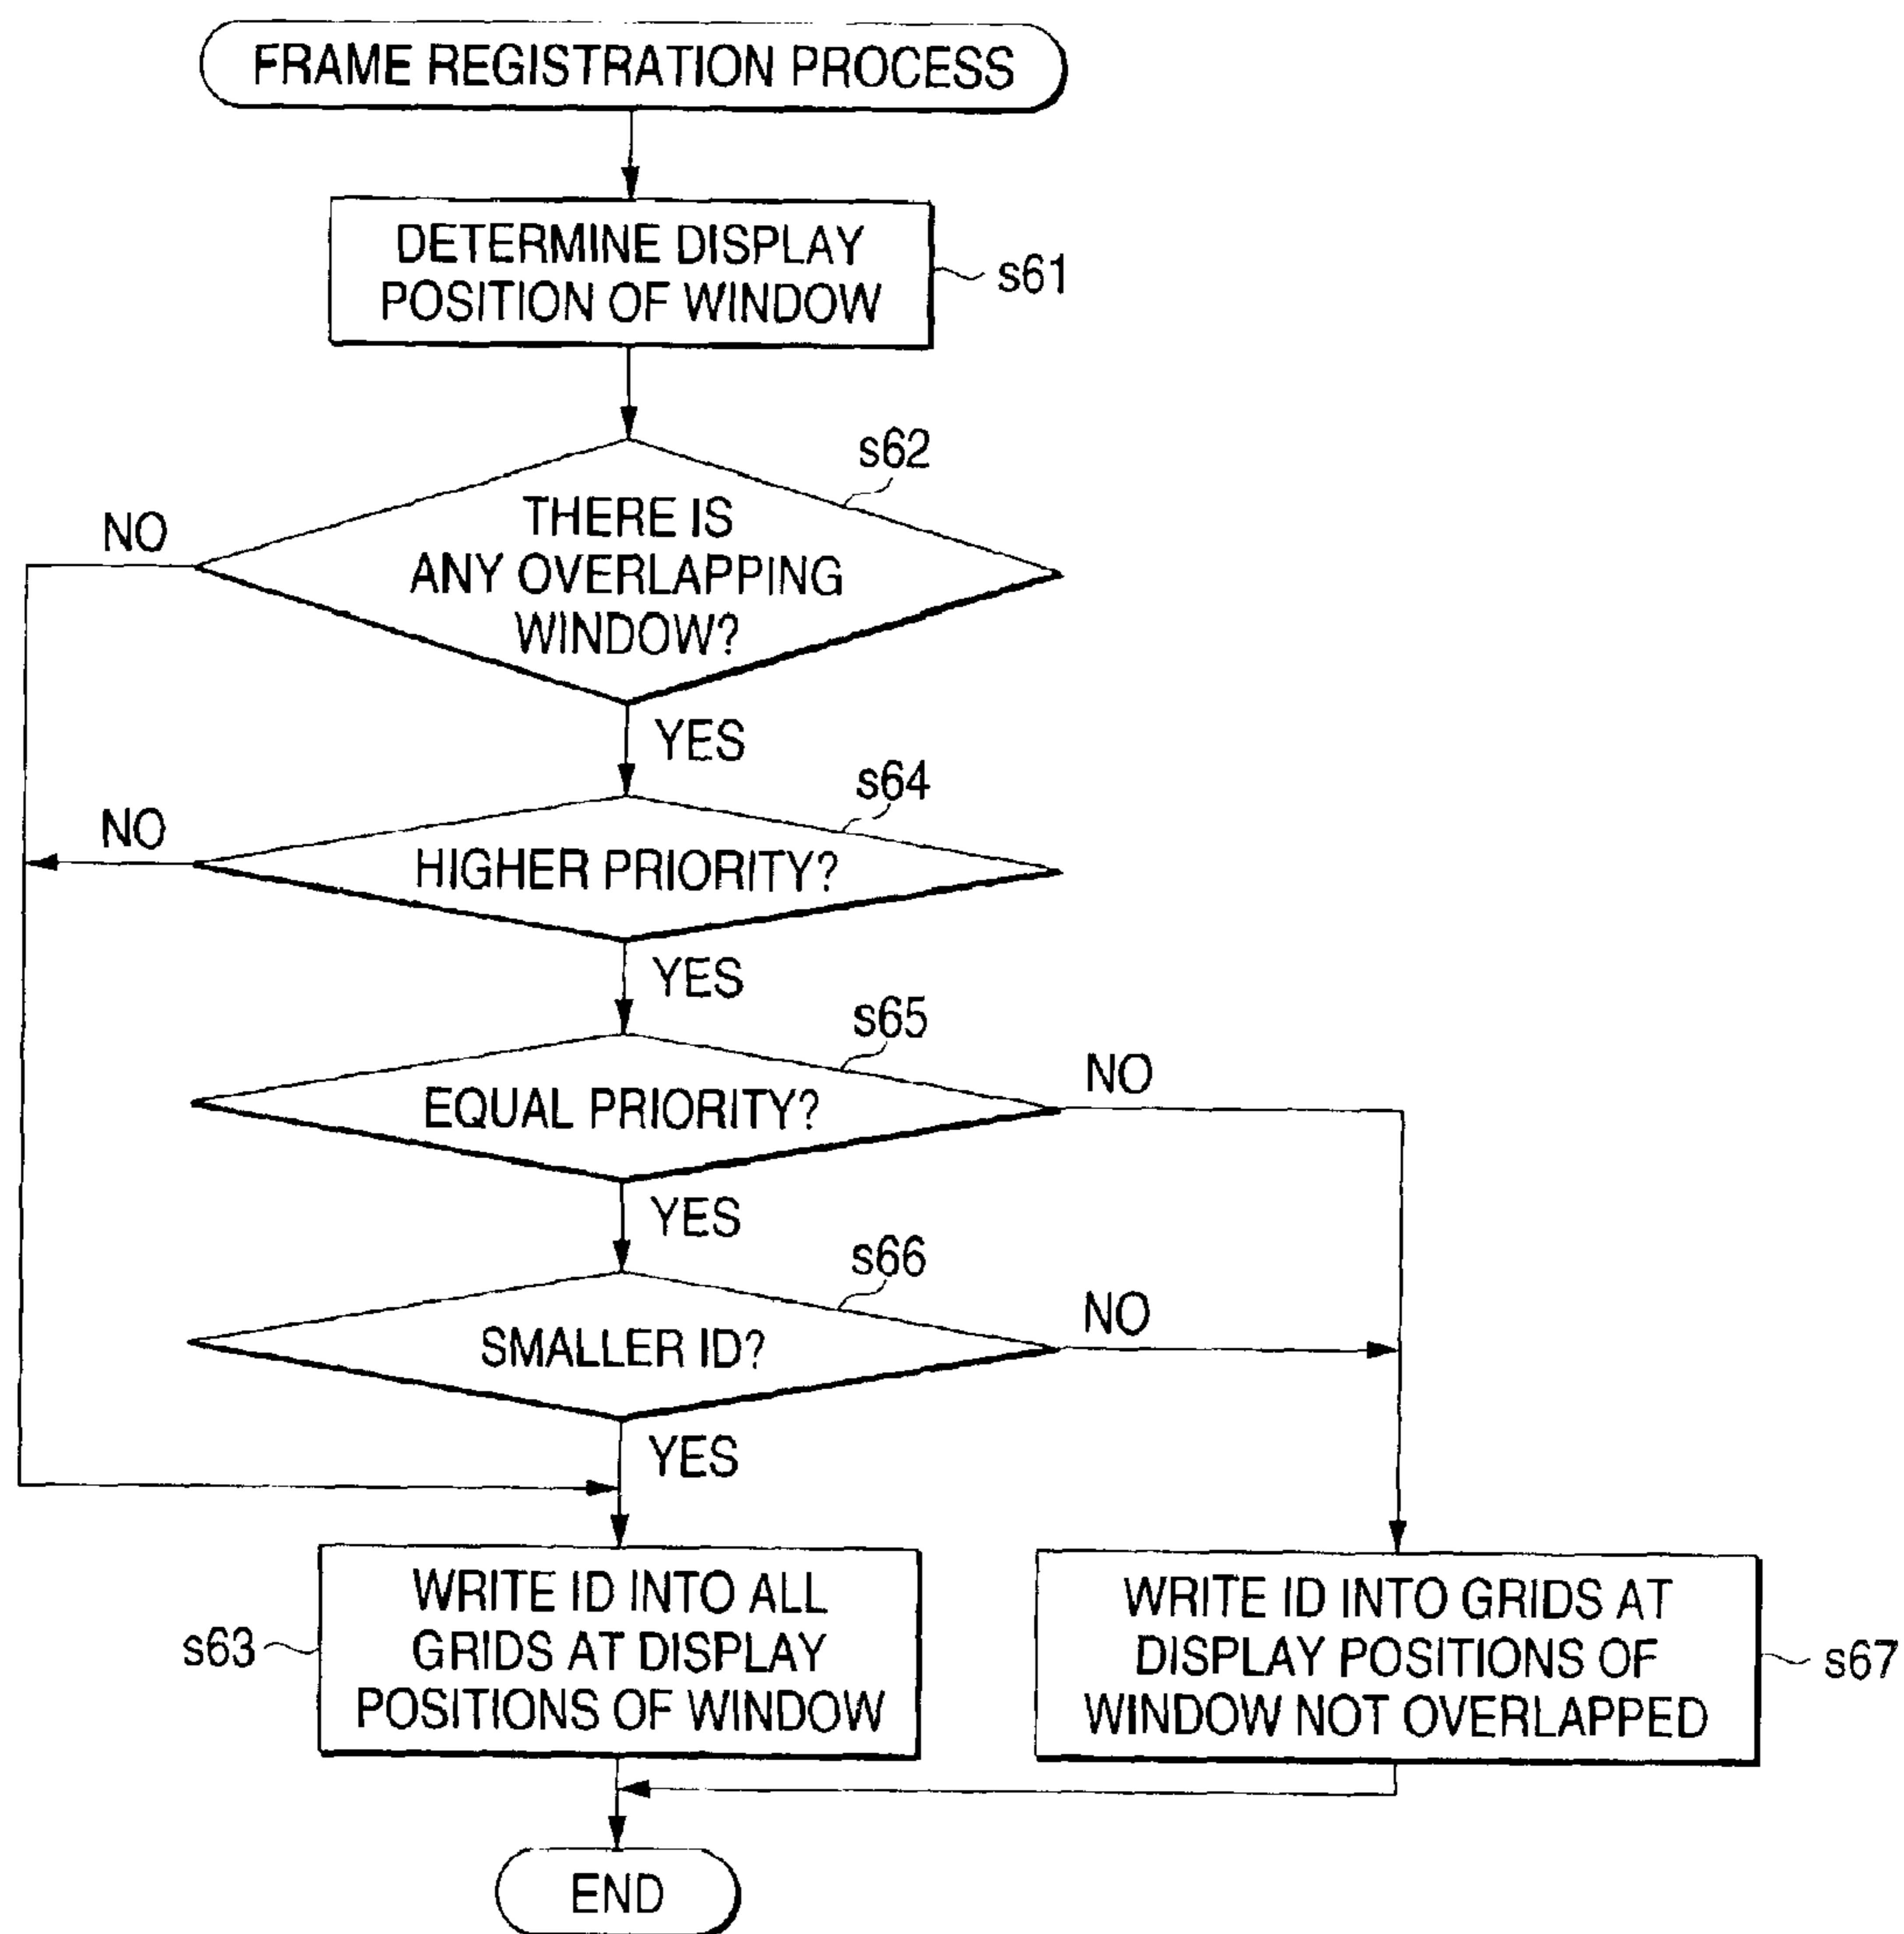 FRAME REGISTRATION PROCESS
DETERMINE DISPLAY
POSITION OF WINDOW
s61
s62
THERE IS
ANY OVERLAPPING
WINDOW?
NO
YES
s64
HIGHER PRIORITY?
NO
YES
s65
EQUAL PRIORITY?
NO
YES
s66
SMALLER ID?
NO
YES
s63
WRITE ID INTO ALL
GRIDS AT DISPLAY
POSITIONS OF WINDOW
WRITE ID INTO GRIDS AT
DISPLAY POSITIONS OF
WINDOW NOT OVERLAPPED
s67
END